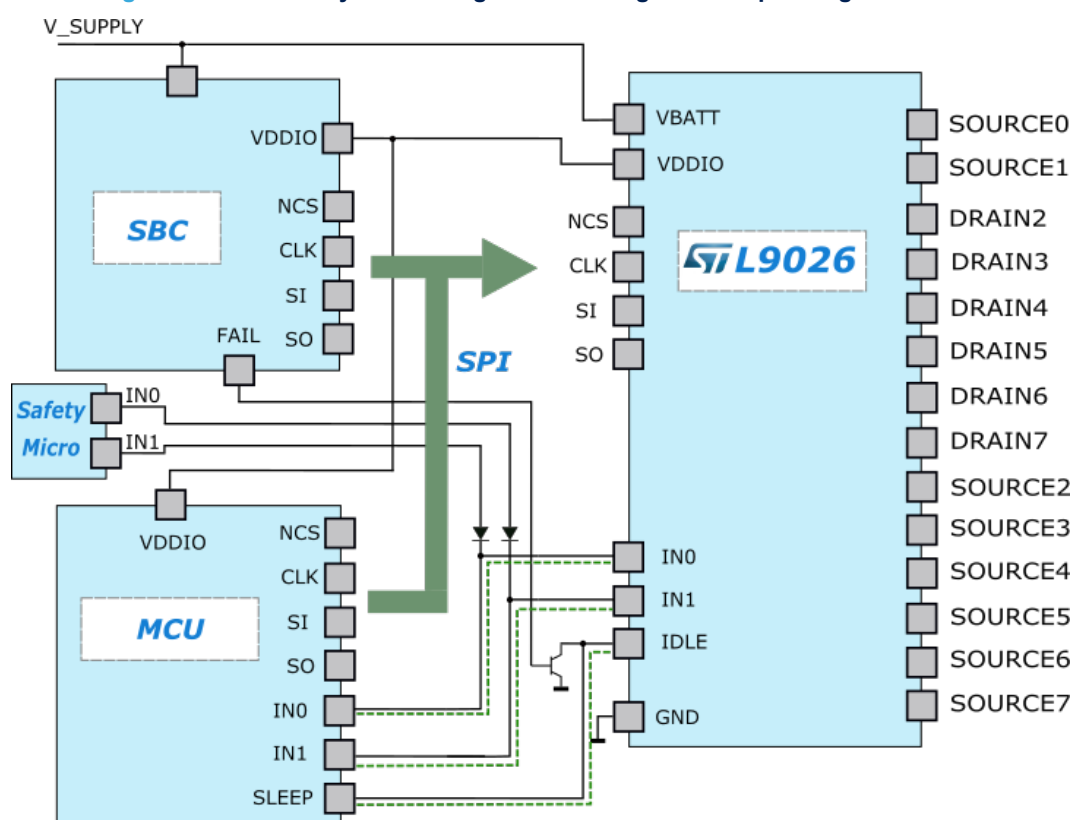 V_SUPPLY
VDDIO
NCS
CLK
SI
SO
SBC
FAIL
Safety
Micro
IN0
IN1
SPI
VDDIO
NCS
CLK
SI
SO
IN0
IN1
SLEEP
MCU
VBATT
VDDIO
NCS
CLK
SI
SO
IN0
IN1
IDLE
GND
ST L9026
SOURCE0
SOURCE1
DRAIN2
DRAIN3
DRAIN4
DRAIN5
DRAIN6
DRAIN7
SOURCE2
SOURCE3
SOURCE4
SOURCE5
SOURCE6
SOURCE7